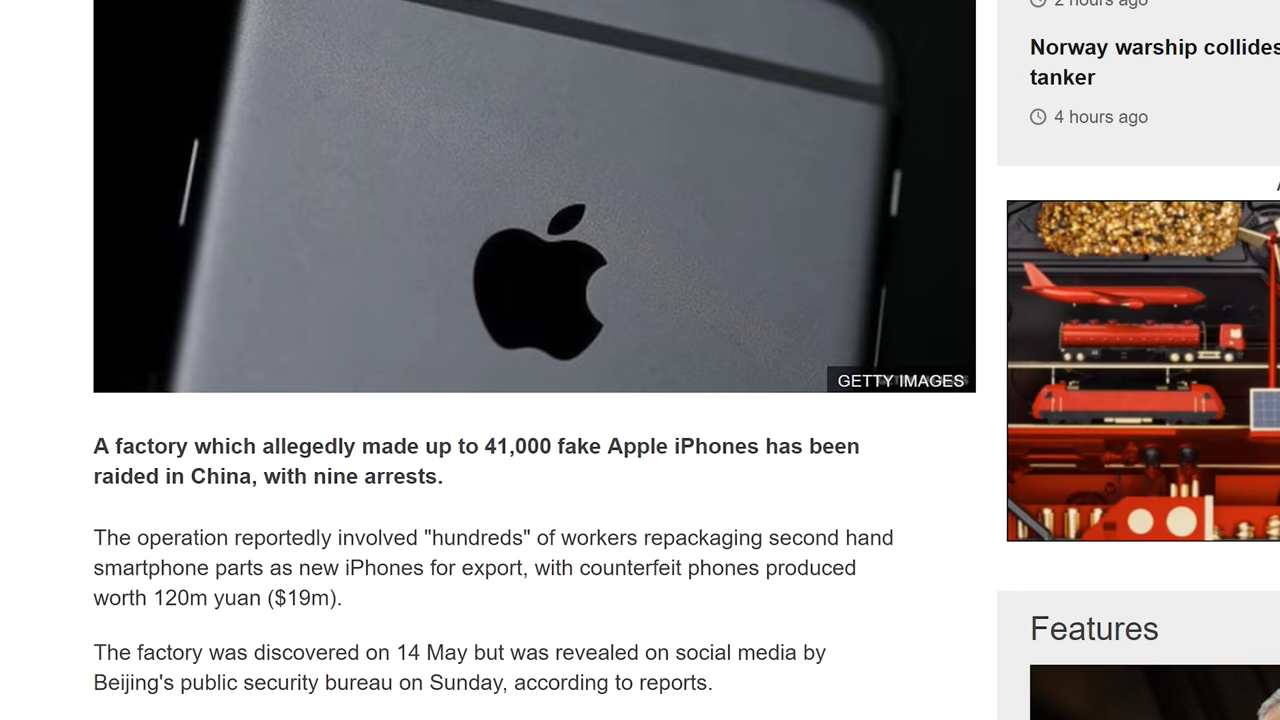 GETTY IMAGES
A factory which allegedly made up to 41,000 fake Apple iPhones has been
raided in China, with nine arrests.
The operation reportedly involved "hundreds" of workers repackaging second hand
smartphone parts as new iPhones for export, with counterfeit phones produced
worth 120m yuan ($19m).
The factory was discovered on 14 May but was revealed on social media by
Beijing's public security bureau on Sunday, according to reports.
2 hours ago
Norway warship collides
tanker
4 hours ago
Features